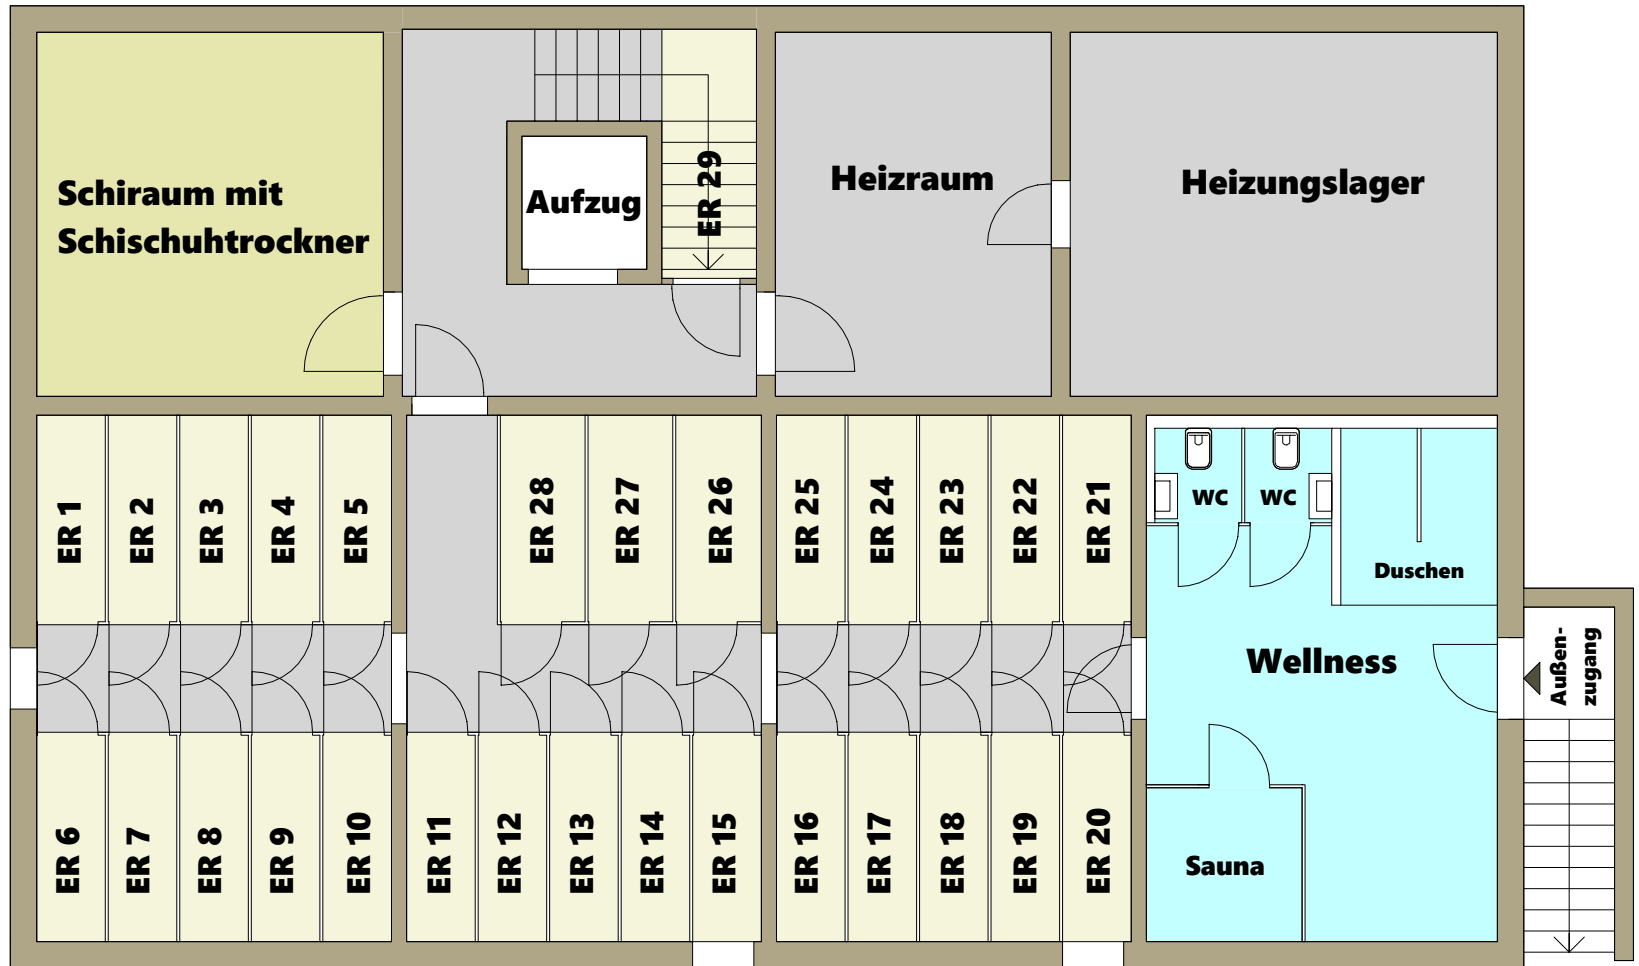 Schiraum mit
Schischuhtrockner
Aufzug
ER 29
Heizraum
Heizungslager
ER 1
ER 2
ER 3
ER 4
ER 5
ER 28
ER 27
ER 26
ER 25
ER 24
ER 23
ER 22
ER 21
WC
WC
Duschen
Wellness
Außen-
zugang
ER 6
ER 7
ER 8
ER 9
ER 10
ER 11
ER 12
ER 13
ER 14
ER 15
ER 16
ER 17
ER 18
ER 19
ER 20
Sauna